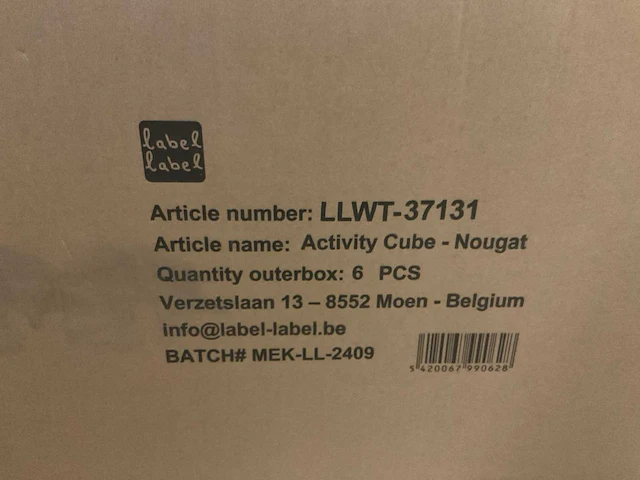 label
label
Article number: LLWT-37131
Article name: Activity Cube - Nougat
Quantity outerbox: 6 PCS
Verzetslaan 13 – 8552 Moen - Belgium
info@label-label.be
BATCH# MEK-LL-2409
5 420067 990628